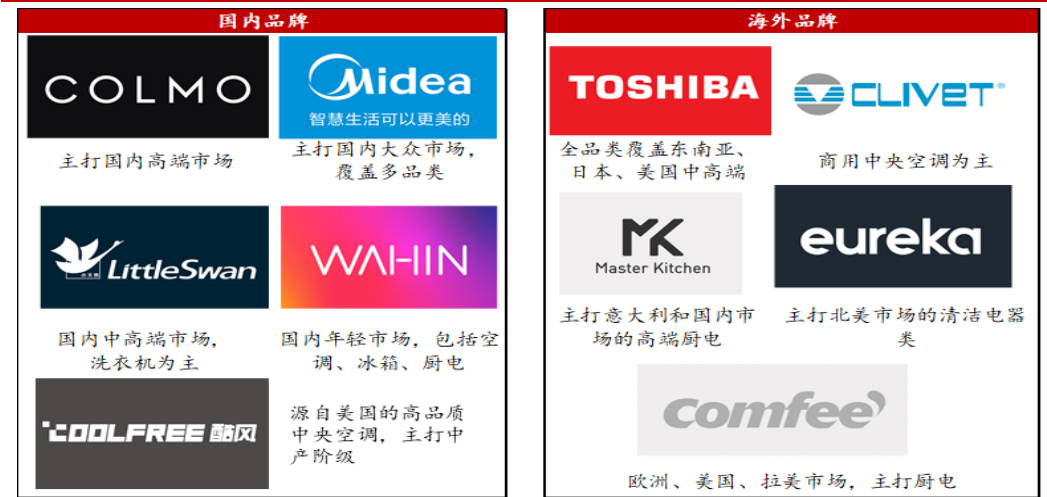 国内品牌
COLMO
主打国内高端市场
Midea
智慧生活可以更美的
主打国内大众市场，
覆盖多品类
LittleSwan
国内中高端市场，
洗衣机为主
WAHIN
国内年轻市场，包括空
调、冰箱、厨电
COOLFREE 酷风
源自美国的高品质
中央空调，主打中
产阶级
海外品牌
TOSHIBA
全品类覆盖东南亚、
日本、美国中高端
CLIVET
商用中央空调为主
MK
Master Kitchen
主打意大利和国内市
场的高端厨电
eureka
主打北美市场的清洁电器
类
comfee
欧洲、美国、拉美市场，主打厨电